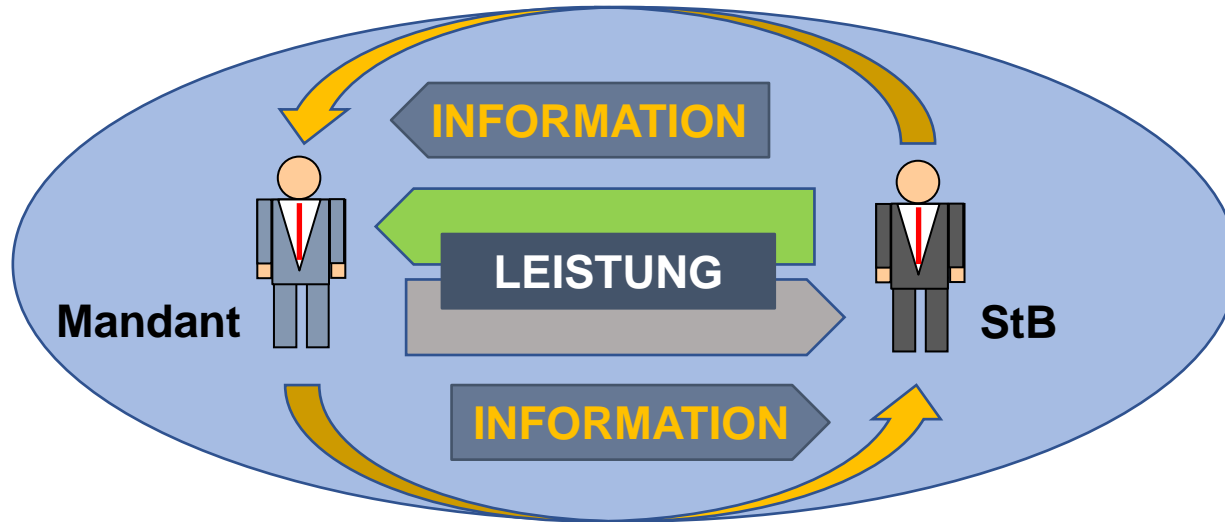 INFORMATION
LEISTUNG
Mandant
StB
INFORMATION